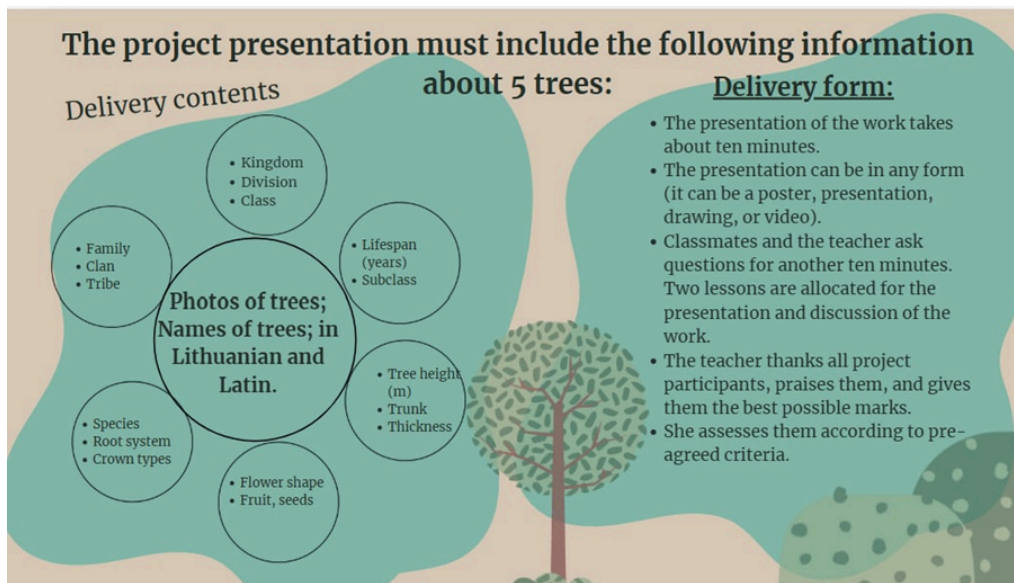 The project presentation must include the following information
about 5 trees:
Delivery contents
• Kingdom
• Division
• Class
• Family
• Clan
• Tribe
• Lifespan
(years)
• Subclass
Photos of trees;
Names of trees; in
Lithuanian and
Latin.
• Tree height
(m)
• Trunk
• Thickness
• Species
• Root system
• Crown types
• Flower shape
• Fruit, seeds
Delivery form:
• The presentation of the work takes
about ten minutes.
• The presentation can be in any form
(it can be a poster, presentation,
drawing, or video).
• Classmates and the teacher ask
questions for another ten minutes.
Two lessons are allocated for the
presentation and discussion of the
work.
• The teacher thanks all project
participants, praises them, and gives
them the best possible marks.
• She assesses them according to pre-
agreed criteria.